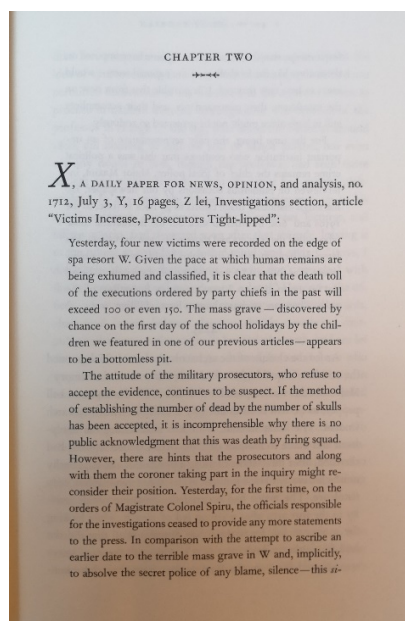 CHAPTER TWO
X, A DAILY PAPER FOR NEWS, OPINION, and analysis, no.
1712, July 3, Y, 16 pages, Z lei, Investigations section, article
“Victims Increase, Prosecutors Tight-lipped”:
Yesterday, four new victims were recorded on the edge of
spa resort W. Given the pace at which human remains are
being exhumed and classified, it is clear that the death toll
of the executions ordered by party chiefs in the past will
exceed 100 or even 150. The mass grave — discovered by
chance on the first day of the school holidays by the chil-
dren we featured in one of our previous articles—appears
to be a bottomless pit.
The attitude of the military prosecutors, who refuse to
accept the evidence, continues to be suspect. If the method
of establishing the number of dead by the number of skulls
has been accepted, it is incomprehensible why there is no
public acknowledgment that this was death by firing squad.
However, there are hints that the prosecutors and along
with them the coroner taking part in the inquiry might re-
consider their position. Yesterday, for the first time, on the
orders of Magistrate Colonel Spiru, the officials responsible
for the investigations ceased to provide any more statements
to the press. In comparison with the attempt to ascribe an
earlier date to the terrible mass grave in W and, implicitly,
to absolve the secret police of any blame, silence—this si-